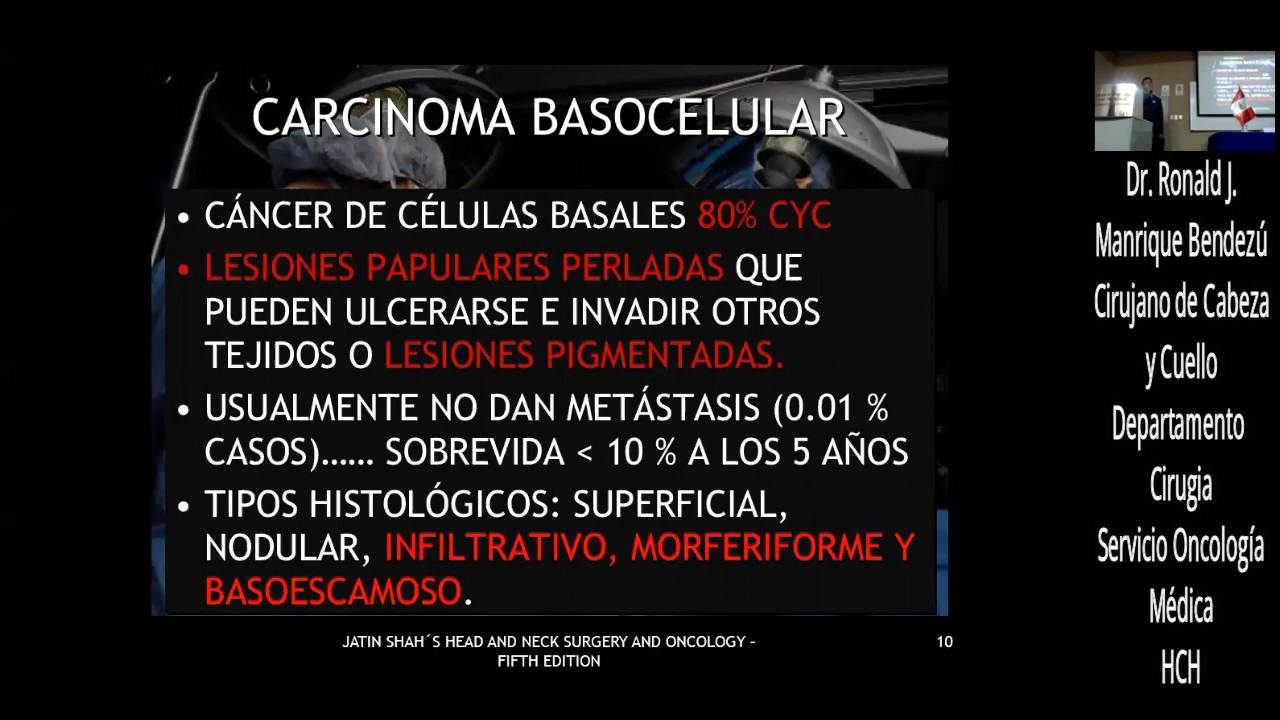 CARCINOMA BASOCELULAR
• CÁNCER DE CÉLULAS BASALES 80% CYC
• LESIONES PAPULARES PERLADAS QUE
PUEDEN ULCERARSE E INVADIR OTROS
TEJIDOS O LESIONES PIGMENTADAS.
• USUALMENTE NO DAN METÁSTASIS (0.01 %
CASOS)...... SOBREVIDA < 10 % A LOS 5 AÑOS
• TIPOS HISTOLÓGICOS: SUPERFICIAL,
NODULAR, INFILTRATIVO, MORFERIFORME Y
BASOESCAMOSO.
JATIN SHAH´S HEAD AND NECK SURGERY AND ONCOLOGY –
FIFTH EDITION
10
Dr. Ronald J.
Manrique Bendezú
Cirujano de Cabeza
y Cuello
Departamento
Cirugia
Servicio Oncología
Médica
HCH